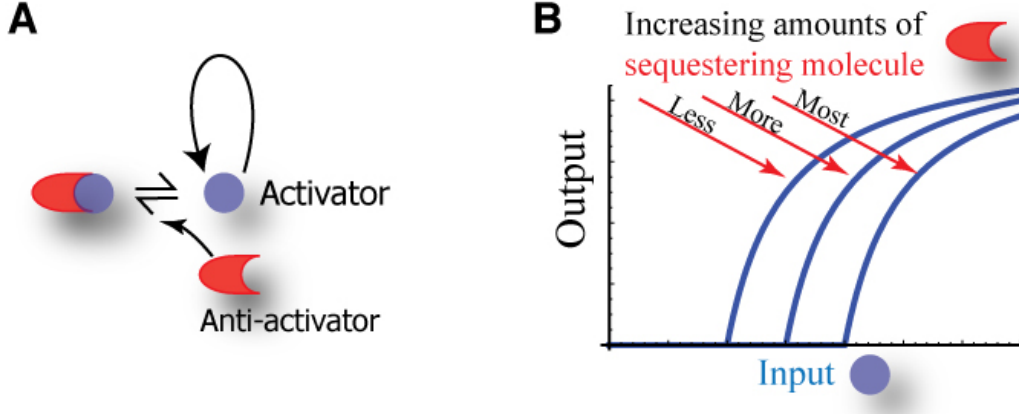 A
Activator
Anti-activator
B
Increasing amounts of
sequestering molecule
Less
More
Most
Output
Input